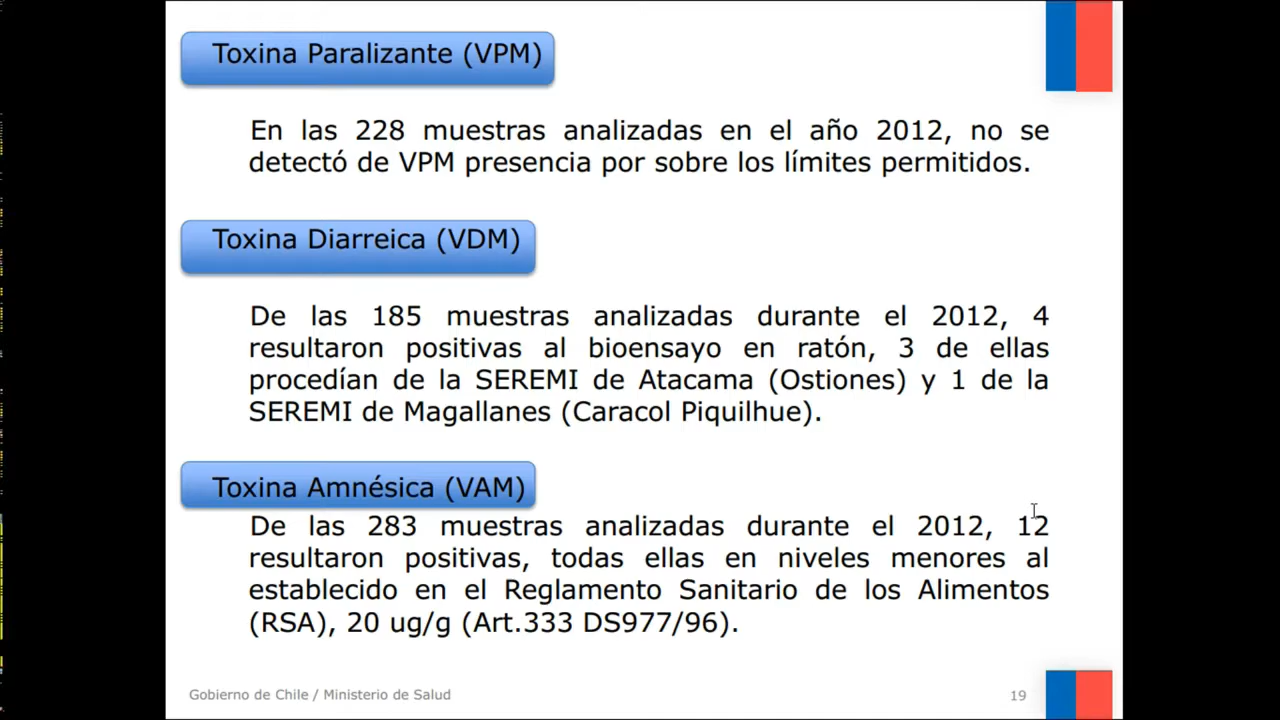 Toxina Paralizante (VPM)
En las 228 muestras analizadas en el año 2012, no se
detectó de VPM presencia por sobre los límites permitidos.
Toxina Diarreica (VDM)
De las 185 muestras analizadas durante el 2012, 4
resultaron positivas al bioensayo en ratón, 3 de ellas
procedían de la SEREMI de Atacama (Ostiones) y 1 de la
SEREMI de Magallanes (Caracol Piquilhue).
Toxina Amnésica (VAM)
De las 283 muestras analizadas durante el 2012, 12
resultaron positivas, todas ellas en niveles menores al
establecido en el Reglamento Sanitario de los Alimentos
(RSA), 20 ug/g (Art.333 DS977/96).
Gobierno de Chile / Ministerio de Salud
19